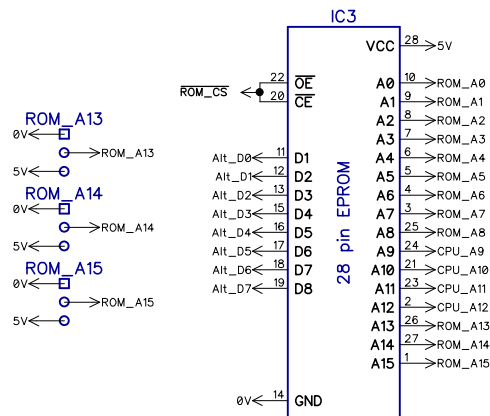 IC3
VCC 28 5V
ROM_CS 22 OE A0 10 ROM_A0
20 CE A1 9 ROM_A1
A2 8 ROM_A2
ROM_A13
0V A3 7 ROM_A3
ROM_A13 Alt_D0 11 D1 A4 6 ROM_A4
5V Alt_D1 12 D2 A5 5 ROM_A5
ROM_A14
0V Alt_D2 13 D3 A6 4 ROM_A6
Alt_D3 15 D4 A7 3 ROM_A7
ROM_A14 Alt_D4 16 D5 A8 25 ROM_A8
5V Alt_D5 17 D6 A9 24 CPU_A9
ROM_A15
Alt_D6 18 D7 A10 21 CPU_A10
0V Alt_D7 19 D8 A11 23 CPU_A11
ROM_A15 A12 2 CPU_A12
5V A13 26 ROM_A13
A14 27 ROM_A14
A15 1 ROM_A15
28 pin EPROM
0V 14 GND